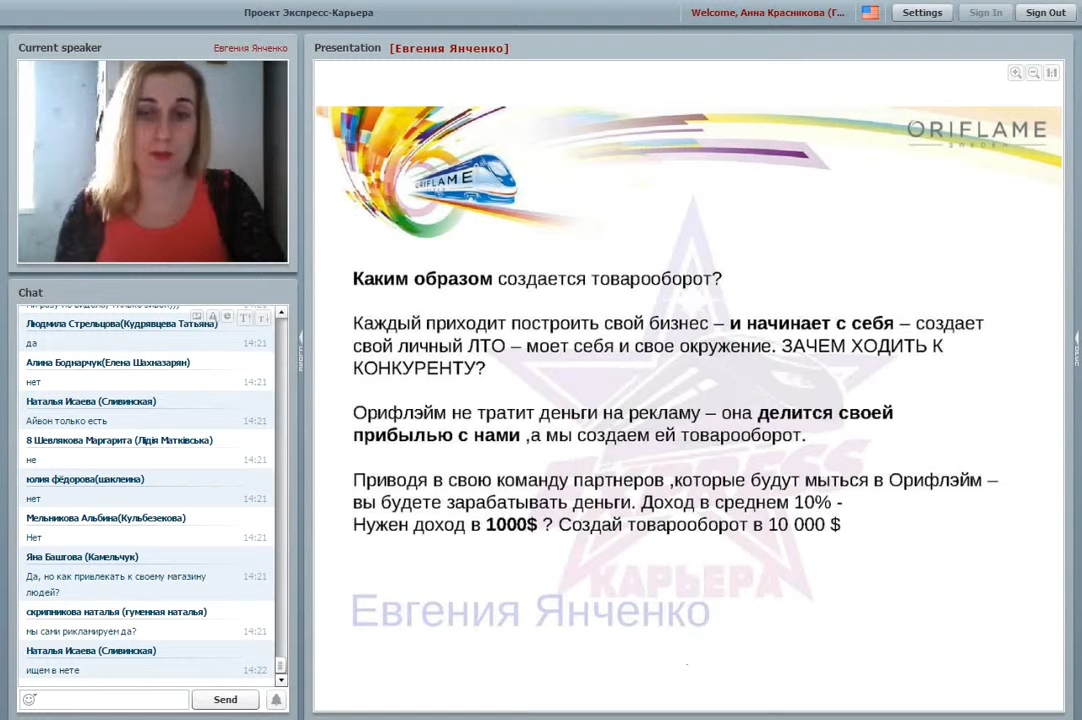 Проект Экспресс-Карьера
Welcome, Анна Красникова (Г...
Settings
Sign In
Sign Out
Current speaker
Евгения Янченко
Presentation [Евгения Янченко]
1:1
ORIFLAME
SWEDEN
ORIFLAME
Каким образом создается товарооборот?
Каждый приходит построить свой бизнес – и начинает с себя – создает
свой личный ЛТО – моет себя и свое окружение. ЗАЧЕМ ХОДИТЬ К
КОНКУРЕНТУ?
Орифлэйм не тратит деньги на рекламу – она делится своей
прибылью с нами ,а мы создаем ей товарооборот.
Приводя в свою команду партнеров ,которые будут мыться в Орифлэйм –
вы будете зарабатывать деньги. Доход в среднем 10% -
Нужен доход в 1000$ ? Создай товарооборот в 10 000 $
КАРЬЕРА
Евгения Янченко
Chat
Людмила Стрельцова(Кудрявцева Татьяна)
да 14:21
Алина Боднарчук(Елена Шахназарян)
нет 14:21
Наталья Исаева (Сливинская)
Айвон только есть 14:21
8 Шевлякова Маргарита (Лідія Матківська)
не 14:21
юлия фёдорова(шаклеина)
нет 14:21
Мельникова Альбина(Кульбезекова)
Нет 14:21
Яна Баштова (Камельчук)
Да, но как привлекать к своему магазину 14:21
людей?
скрипникова наталья (гуменная наталья)
мы сами рикламируем да? 14:21
Наталья Исаева (Сливинская)
ищем в нете 14:22
Send